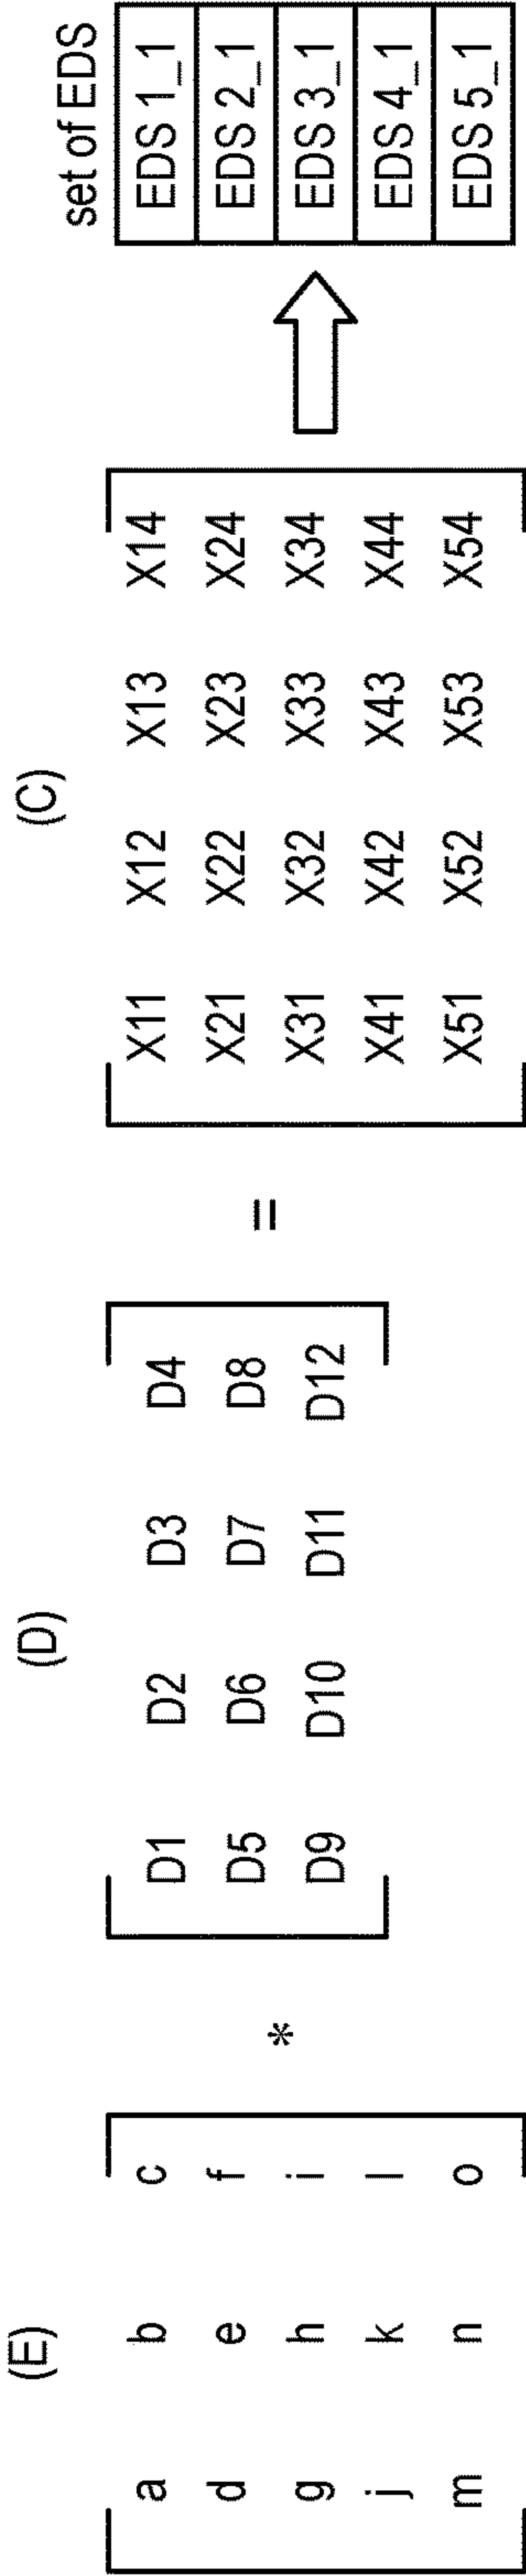 (E) (D) (C) set of EDS
a b c D1 D2 D3 D4 X11 X12 X13 X14 EDS 1_1
d e f * D5 D6 D7 D8 = X21 X22 X23 X24 EDS 2_1
g h i D9 D10 D11 D12 X31 X32 X33 X34 EDS 3_1
j k l X41 X42 X43 X44 EDS 4_1
m n o X51 X52 X53 X54 EDS 5_1